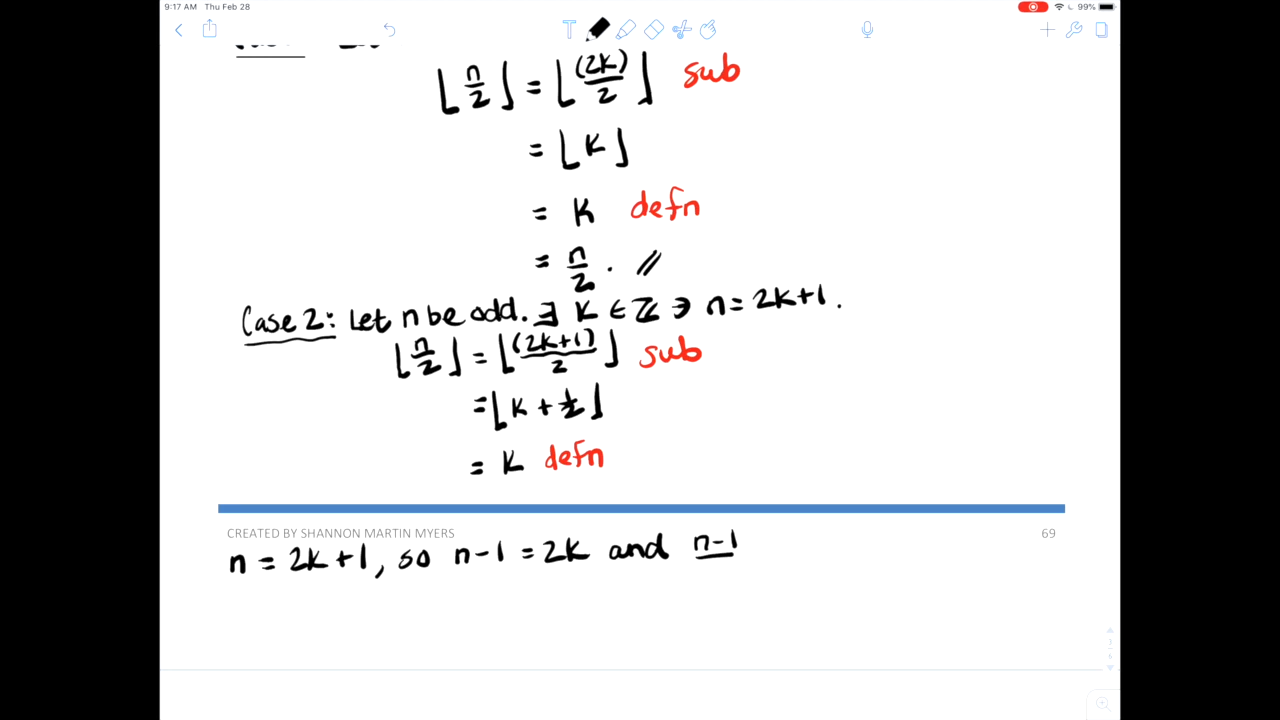 9:17 AM Thu Feb 28
99%
⌊n/2⌋ = ⌊(2k)/2⌋ sub
= ⌊k⌋
= k defn
= n/2 . //
Case 2: Let n be odd. ∃ k ∈ ℤ ∋ n = 2k+1.
⌊n/2⌋ = ⌊(2k+1)/2⌋ sub
= ⌊k + 1/2⌋
= k defn
CREATED BY SHANNON MARTIN MYERS 69
n = 2k+1, so n-1 = 2k and n-1